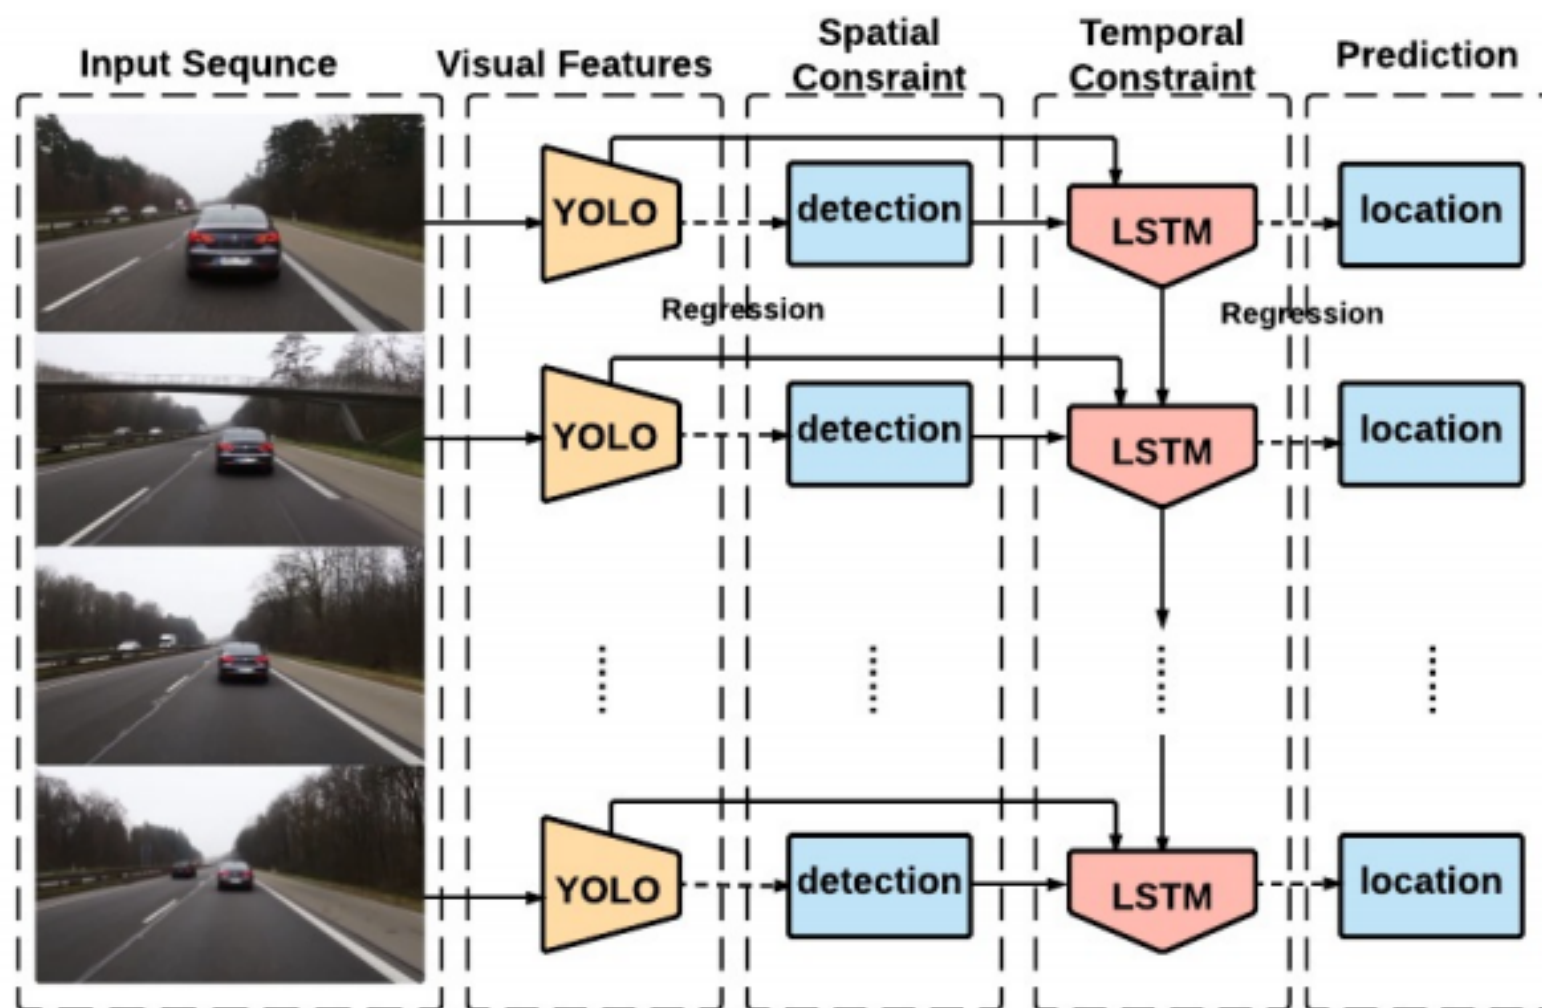 Input Sequnce
Visual Features
Spatial
Consraint
Temporal
Constraint
Prediction
YOLO
detection
LSTM
location
Regression
Regression
YOLO
detection
LSTM
location
YOLO
detection
LSTM
location